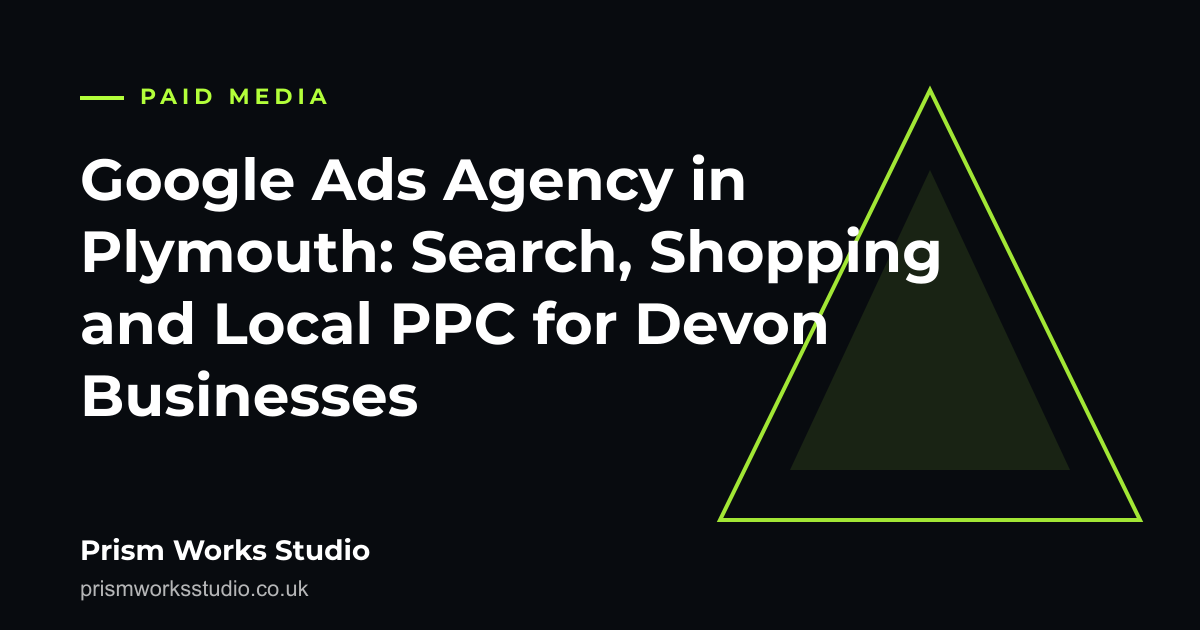 PAID MEDIA
Google Ads Agency in
Plymouth: Search, Shopping
and Local PPC for Devon
Businesses
Prism Works Studio
prismworksstudio.co.uk